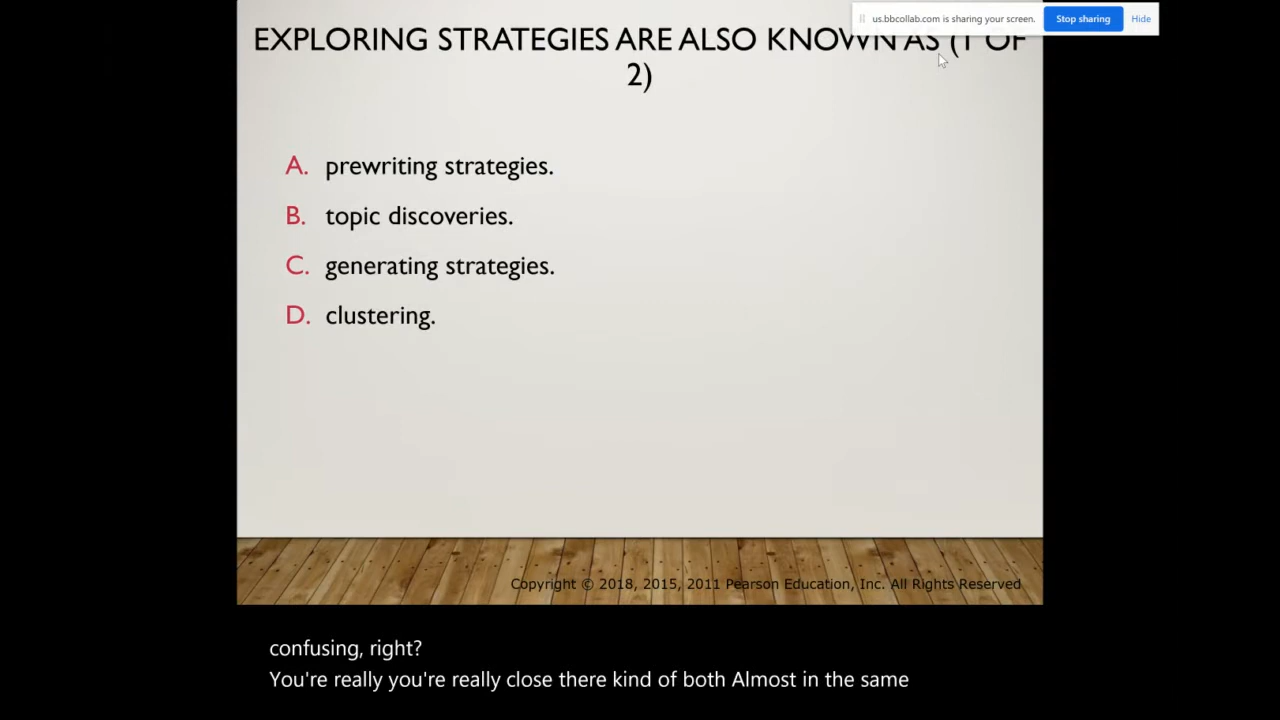 us.bbcollab.com is sharing your screen. Stop sharing Hide
EXPLORING STRATEGIES ARE ALSO KNOWN AS (1 OF
2)
A. prewriting strategies.
B. topic discoveries.
C. generating strategies.
D. clustering.
Copyright © 2018, 2015, 2011 Pearson Education, Inc. All Rights Reserved
confusing, right?
You're really you're really close there kind of both Almost in the same